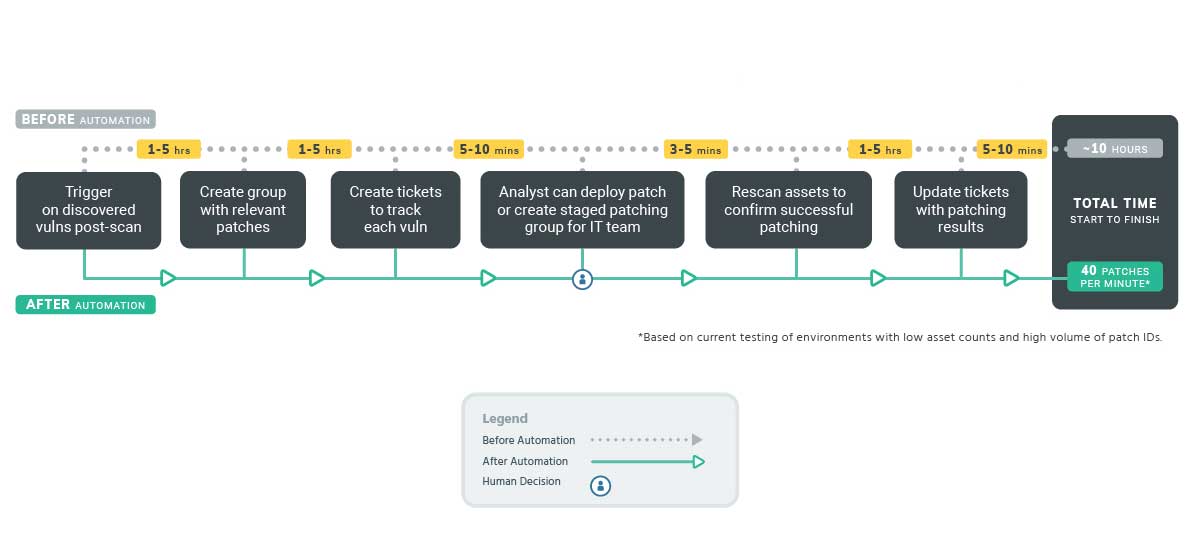 BEFORE AUTOMATION
1-5 hrs
1-5 hrs
5-10 mins
3-5 mins
1-5 hrs
5-10 mins
~10 HOURS
Trigger
on discovered
vulns post-scan
Create group
with relevant
patches
Create tickets
to track
each vuln
Analyst can deploy patch
or create staged patching
group for IT team
Rescan assets to
confirm successful
patching
Update tickets
with patching
results
TOTAL TIME
START TO FINISH
40 PATCHES
PER MINUTE*
AFTER AUTOMATION
*Based on current testing of environments with low asset counts and high volume of patch IDs.
Legend
Before Automation
After Automation
Human Decision